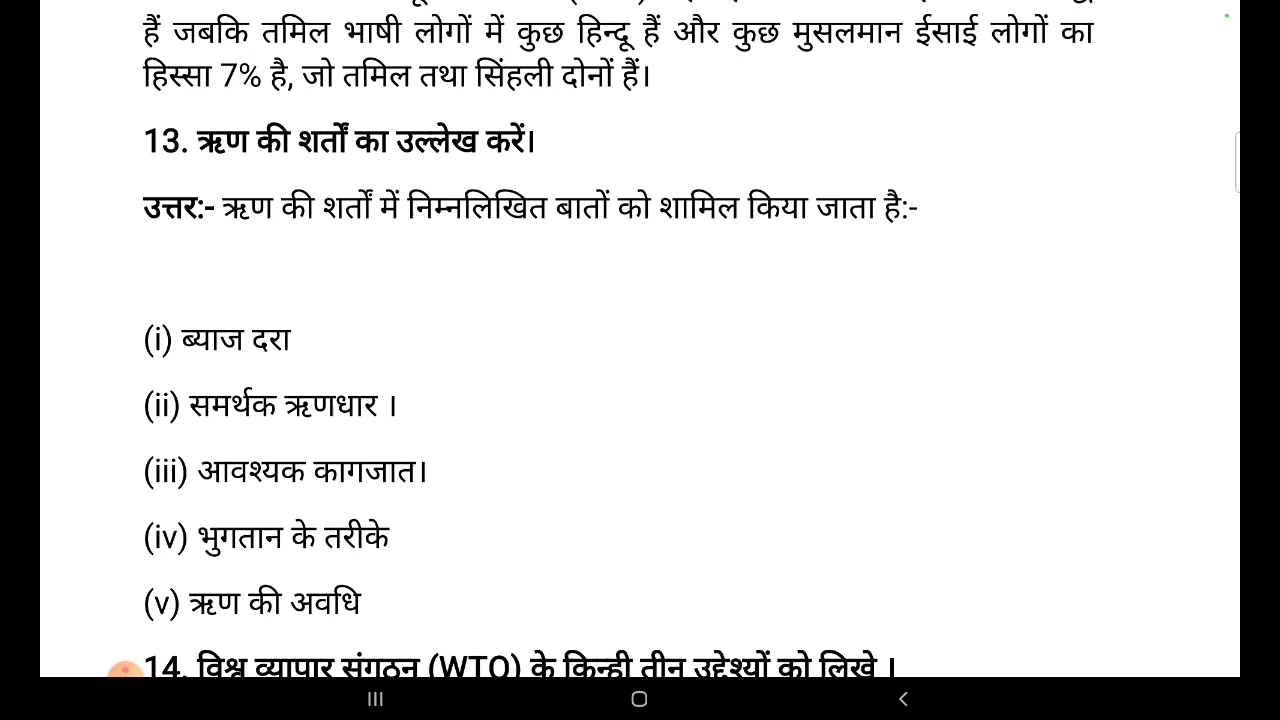 हैं जबकि तमिल भाषी लोगों में कुछ हिन्दू हैं और कुछ मुसलमान ईसाई लोगों का
हिस्सा 7% है, जो तमिल तथा सिंहली दोनों हैं।
13. ऋण की शर्तों का उल्लेख करें।
उत्तर:- ऋण की शर्तों में निम्नलिखित बातों को शामिल किया जाता है:-
(i) ब्याज दरा
(ii) समर्थक ऋणधार ।
(iii) आवश्यक कागजात।
(iv) भुगतान के तरीके
(v) ऋण की अवधि
14. विश्व व्यापार संगठन (WTO) के किन्ही तीन उद्देश्यों को लिखे ।